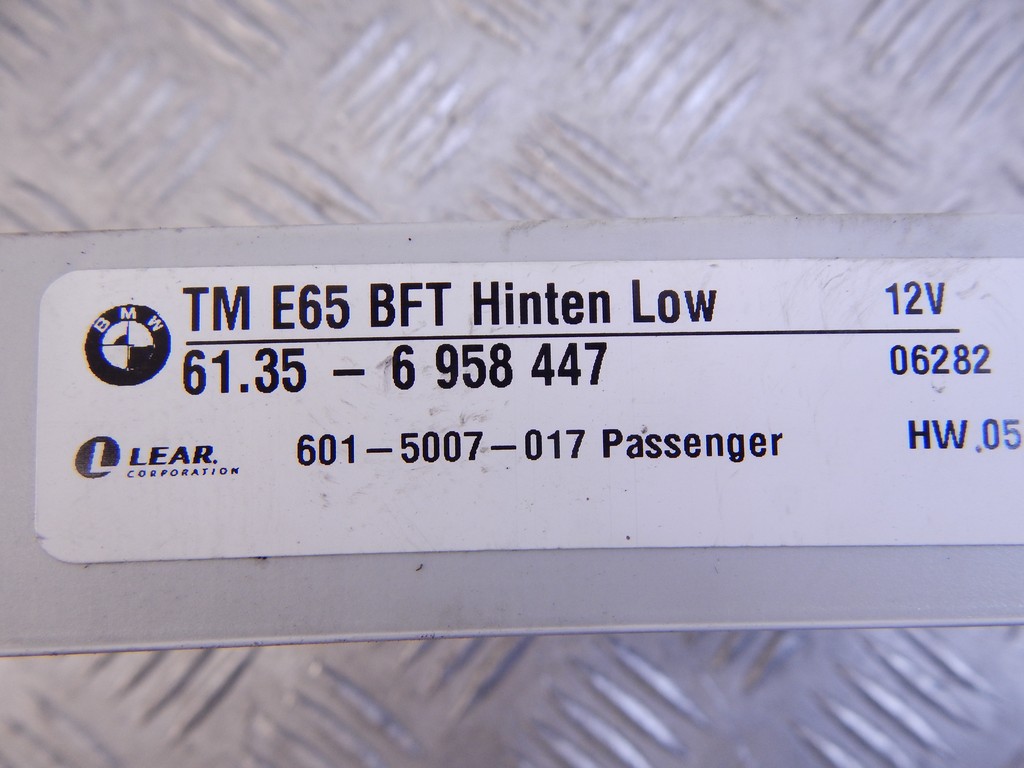 BMW TM E65 BFT Hinten Low 12V
61.35 – 6 958 447 06282
LEAR. 601–5007–017 Passenger HW.05
CORPORATION